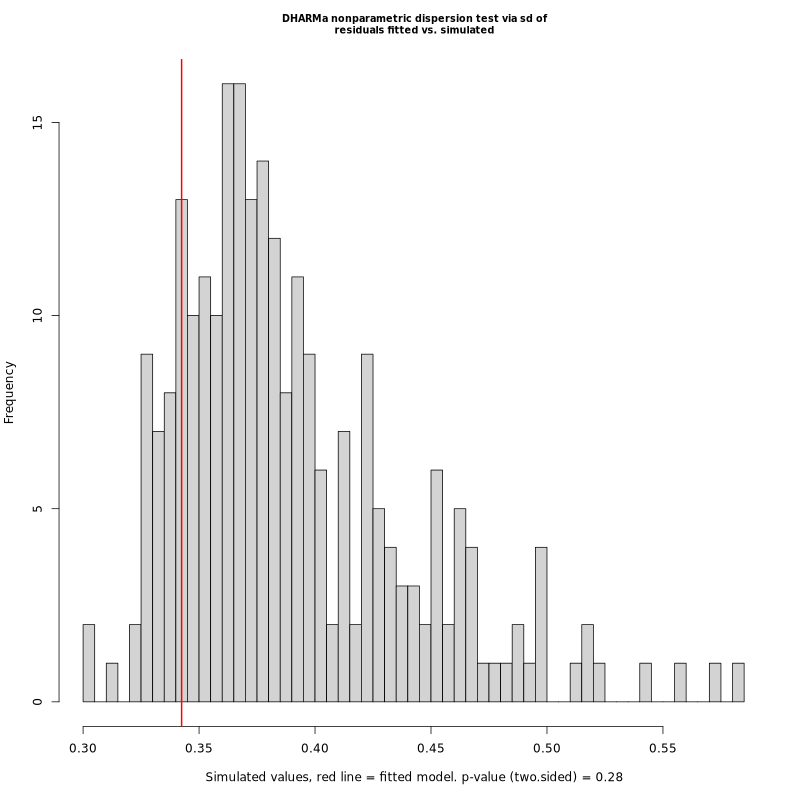 DHARMa nonparametric dispersion test via sd of
residuals fitted vs. simulated
15
10
5
0
Frequency
0.30 0.35 0.40 0.45 0.50 0.55
Simulated values, red line = fitted model. p-value (two.sided) = 0.28